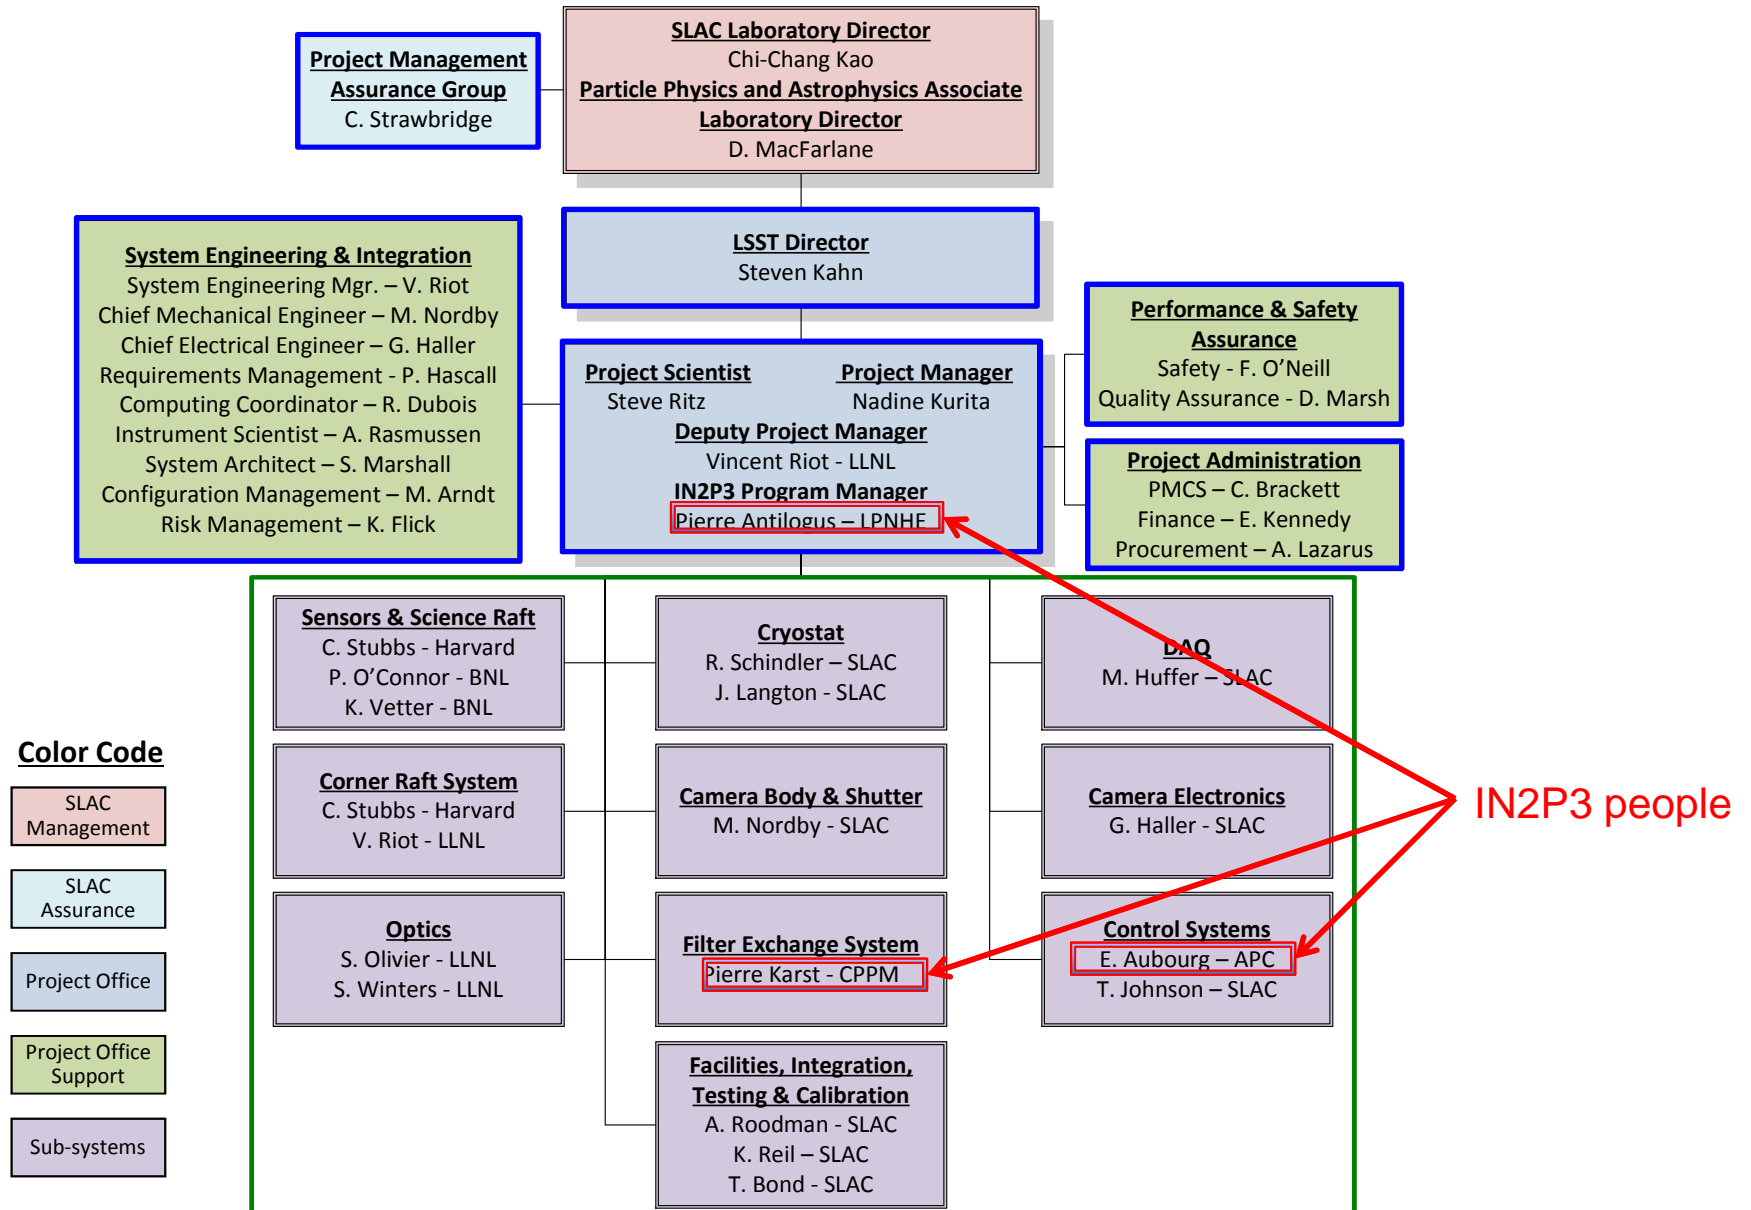 SLAC Laboratory Director
Chi-Chang Kao
Particle Physics and Astrophysics Associate
Laboratory Director
D. MacFarlane
Project Management
Assurance Group
C. Strawbridge
LSST Director
Steven Kahn
System Engineering & Integration
System Engineering Mgr. – V. Riot
Chief Mechanical Engineer – M. Nordby
Chief Electrical Engineer – G. Haller
Requirements Management - P. Hascall
Computing Coordinator – R. Dubois
Instrument Scientist – A. Rasmussen
System Architect – S. Marshall
Configuration Management – M. Arndt
Risk Management – K. Flick
Project Scientist
Steve Ritz
Project Manager
Nadine Kurita
Deputy Project Manager
Vincent Riot - LLNL
IN2P3 Program Manager
Pierre Antilogus – LPNHE
Performance & Safety
Assurance
Safety - F. O’Neill
Quality Assurance - D. Marsh
Project Administration
PMCS – C. Brackett
Finance – E. Kennedy
Procurement – A. Lazarus
Sensors & Science Raft
C. Stubbs - Harvard
P. O’Connor - BNL
K. Vetter - BNL
Cryostat
R. Schindler – SLAC
J. Langton - SLAC
DAQ
M. Huffer – SLAC
Corner Raft System
C. Stubbs - Harvard
V. Riot - LLNL
Camera Body & Shutter
M. Nordby - SLAC
Camera Electronics
G. Haller - SLAC
Optics
S. Olivier - LLNL
S. Winters - LLNL
Filter Exchange System
Pierre Karst - CPPM
Control Systems
E. Aubourg – APC
T. Johnson – SLAC
Facilities, Integration,
Testing & Calibration
A. Roodman - SLAC
K. Reil – SLAC
T. Bond - SLAC
IN2P3 people
Color Code
SLAC
Management
SLAC
Assurance
Project Office
Project Office
Support
Sub-systems